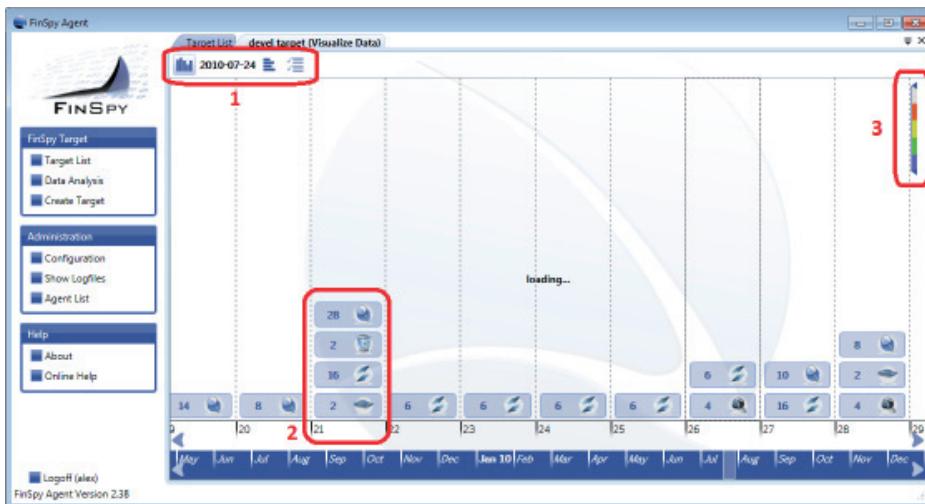 FinSpy Agent
Target List
devel target (Visualize Data)
2010-07-24
1
3
FINSPY
FinSpy Target
Target List
Data Analysis
Create Target
Administration
Configuration
Show Logfiles
Agent List
Help
About
Online Help
loading...
28
2
16
2
2
14
8
6
6
6
6
6
4
10
16
8
2
4
9
20
21
22
23
24
25
26
27
28
29
May Jun Jul Aug Sep Oct Nov Dec Jan 10 Feb Mar Apr May Jun Jul Aug Sep Oct Nov Dec
Logoff (alex)
FinSpy Agent Version 2.38